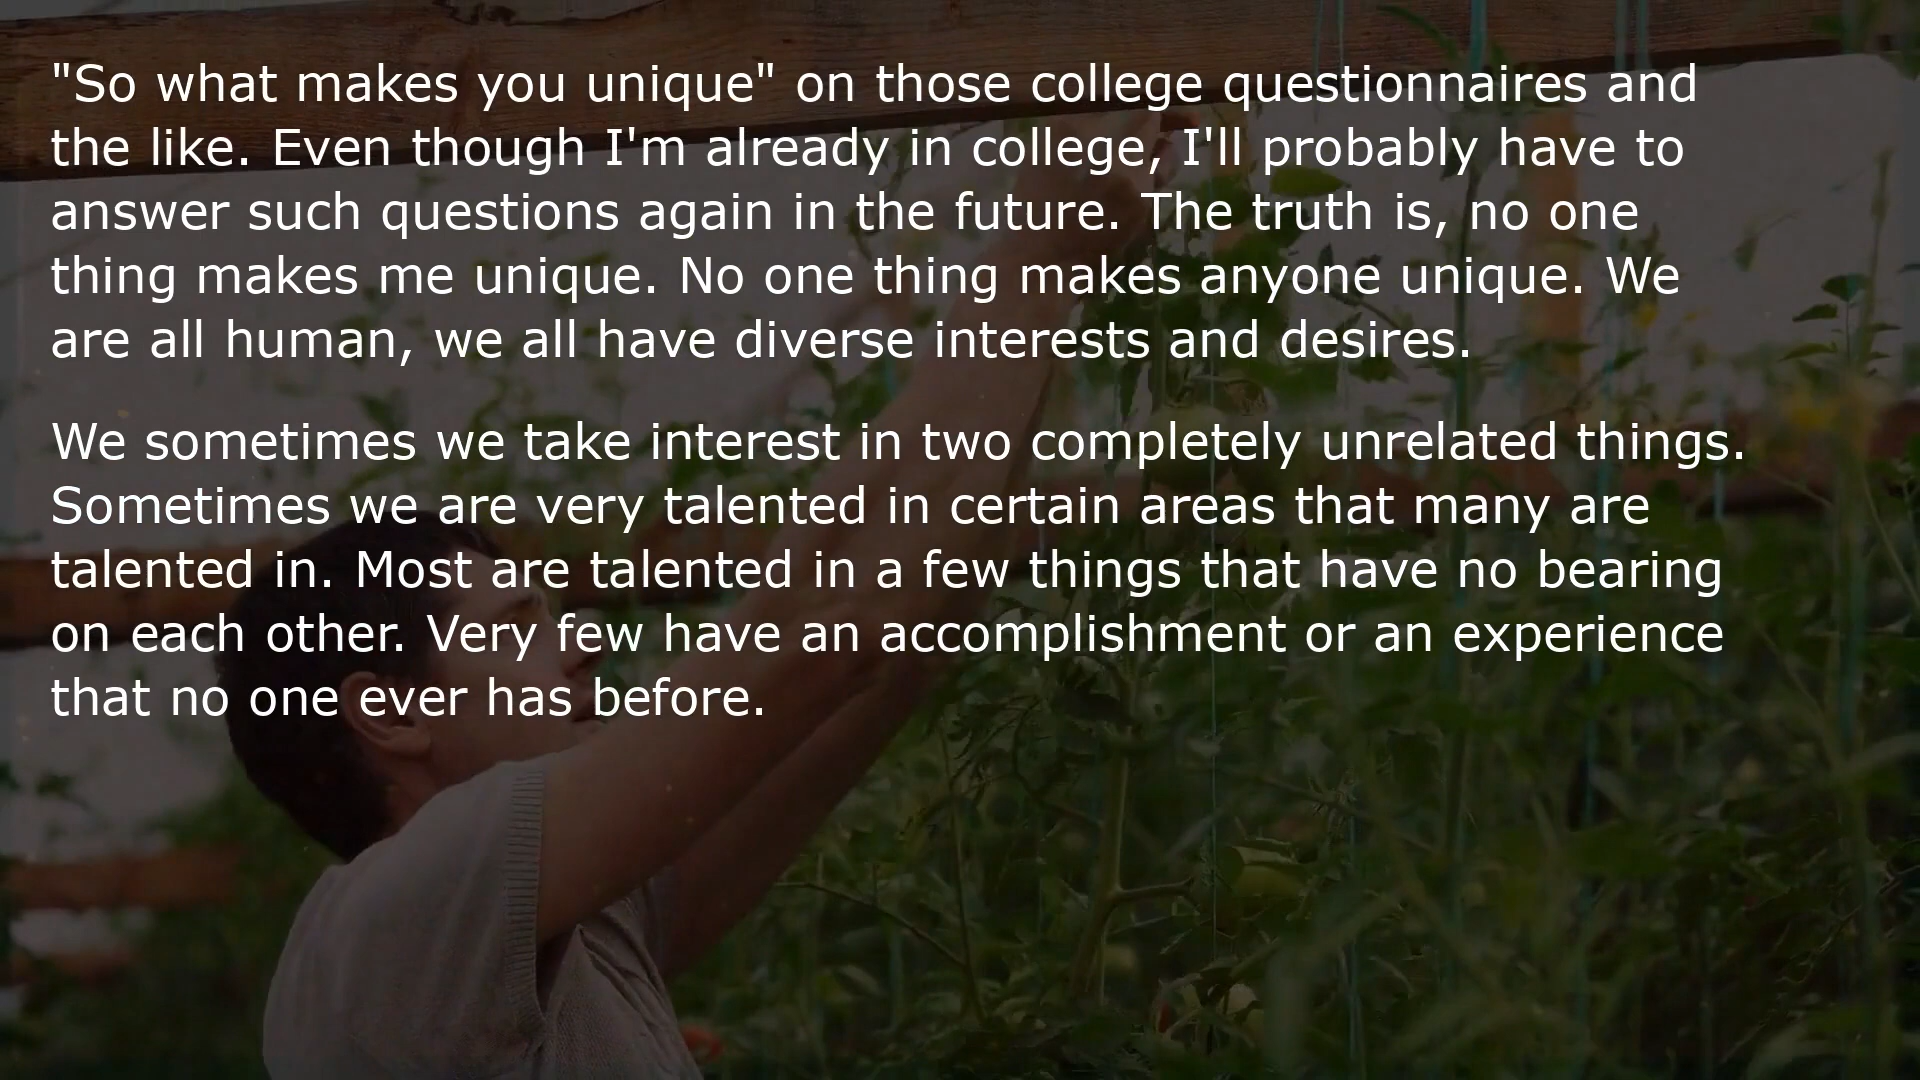 "So what makes you unique" on those college questionnaires and
the like. Even though I'm already in college, I'll probably have to
answer such questions again in the future. The truth is, no one
thing makes me unique. No one thing makes anyone unique. We
are all human, we all have diverse interests and desires.
We sometimes we take interest in two completely unrelated things.
Sometimes we are very talented in certain areas that many are
talented in. Most are talented in a few things that have no bearing
on each other. Very few have an accomplishment or an experience
that no one ever has before.